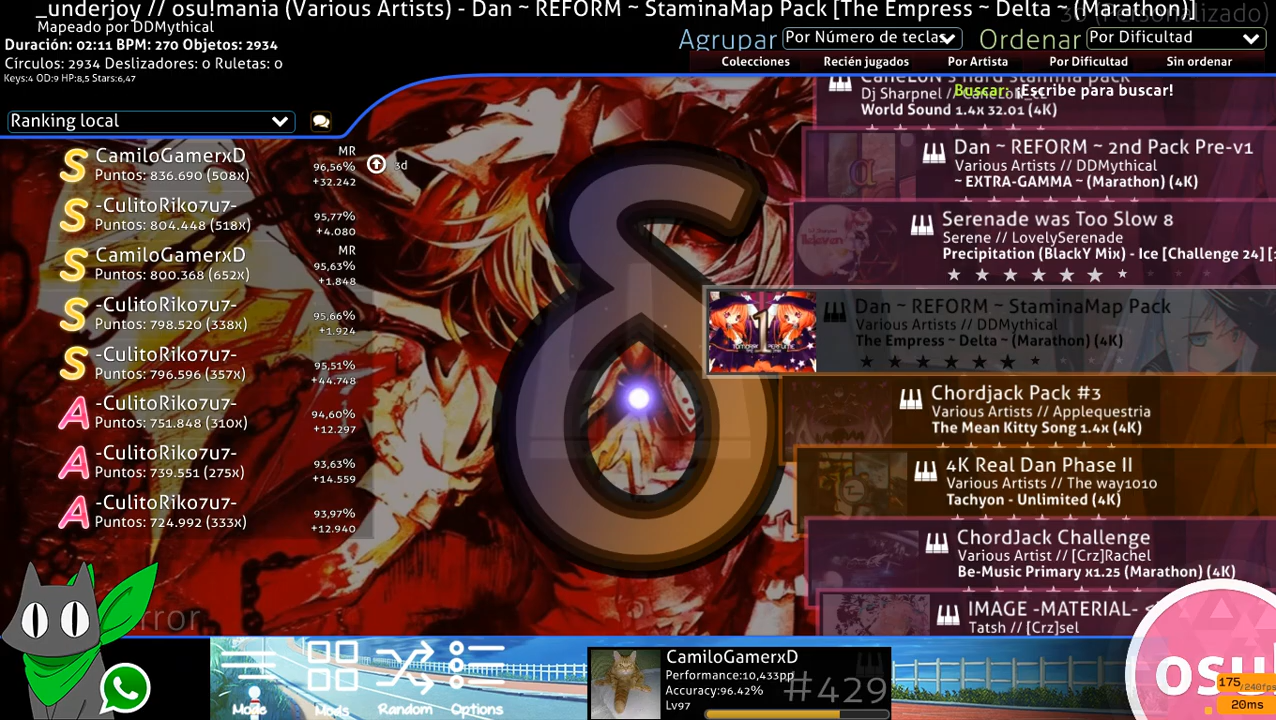 _underjoy // osu!mania (Various Artists) - Dan ~ REFORM ~ StaminaMap Pack [The Empress ~ Delta ~ (Marathon)]
Mapeado por DDMythical
Duración: 02:11 BPM: 270 Objetos: 2934
Círculos: 2934 Deslizadores: 0 Ruletas: 0
Keys:4 OD:9 HP:8,5 Stars:6,47
Agrupar
Por Número de teclas
Ordenar
Por Dificultad
Colecciones
Recién jugados
Por Artista
Por Dificultad
Sin ordenar
Buscar: ¡Escribe para buscar!
Ranking local
CamiloGamerxD
Puntos: 836.690 (508x)
MR
96,56%
+32.242
3d
-CulitoRiko7u7-
Puntos: 804.448 (518x)
95,77%
+4.080
CamiloGamerxD
Puntos: 800.368 (652x)
MR
95,63%
+1.848
-CulitoRiko7u7-
Puntos: 798.520 (338x)
95,66%
+1.924
-CulitoRiko7u7-
Puntos: 796.596 (357x)
95,51%
+44.748
-CulitoRiko7u7-
Puntos: 751.848 (310x)
94,60%
+12.297
-CulitoRiko7u7-
Puntos: 739.551 (275x)
93,63%
+14.559
-CulitoRiko7u7-
Puntos: 724.992 (333x)
93,97%
+12.940
δ
CaneLON's hard stamina pack
Dj Sharpnel //
World Sound 1.4x 32.01 (4K)
Dan ~ REFORM ~ 2nd Pack Pre-v1
Various Artists // DDMythical
~ EXTRA-GAMMA ~ (Marathon) (4K)
Serenade was Too Slow 8
Serene // LovelySerenade
Precipitation (BlackY Mix) - Ice [Challenge 24]
Dan ~ REFORM ~ StaminaMap Pack
Various Artists // DDMythical
The Empress ~ Delta ~ (Marathon) (4K)
Chordjack Pack #3
Various Artists // Applequestria
The Mean Kitty Song 1.4x (4K)
4K Real Dan Phase II
Various Artists // The way1010
Tachyon - Unlimited (4K)
ChordJack Challenge
Various Artist // [Crz]Rachel
Be-Music Primary x1.25 (Marathon) (4K)
IMAGE -MATERIAL- <
Tatsh // [Crz]sel
Mode
Mods
Random
Options
CamiloGamerxD
Performance:10,433pp
Accuracy:96.42%
Lv97
#429
osu
175/240fps
20ms